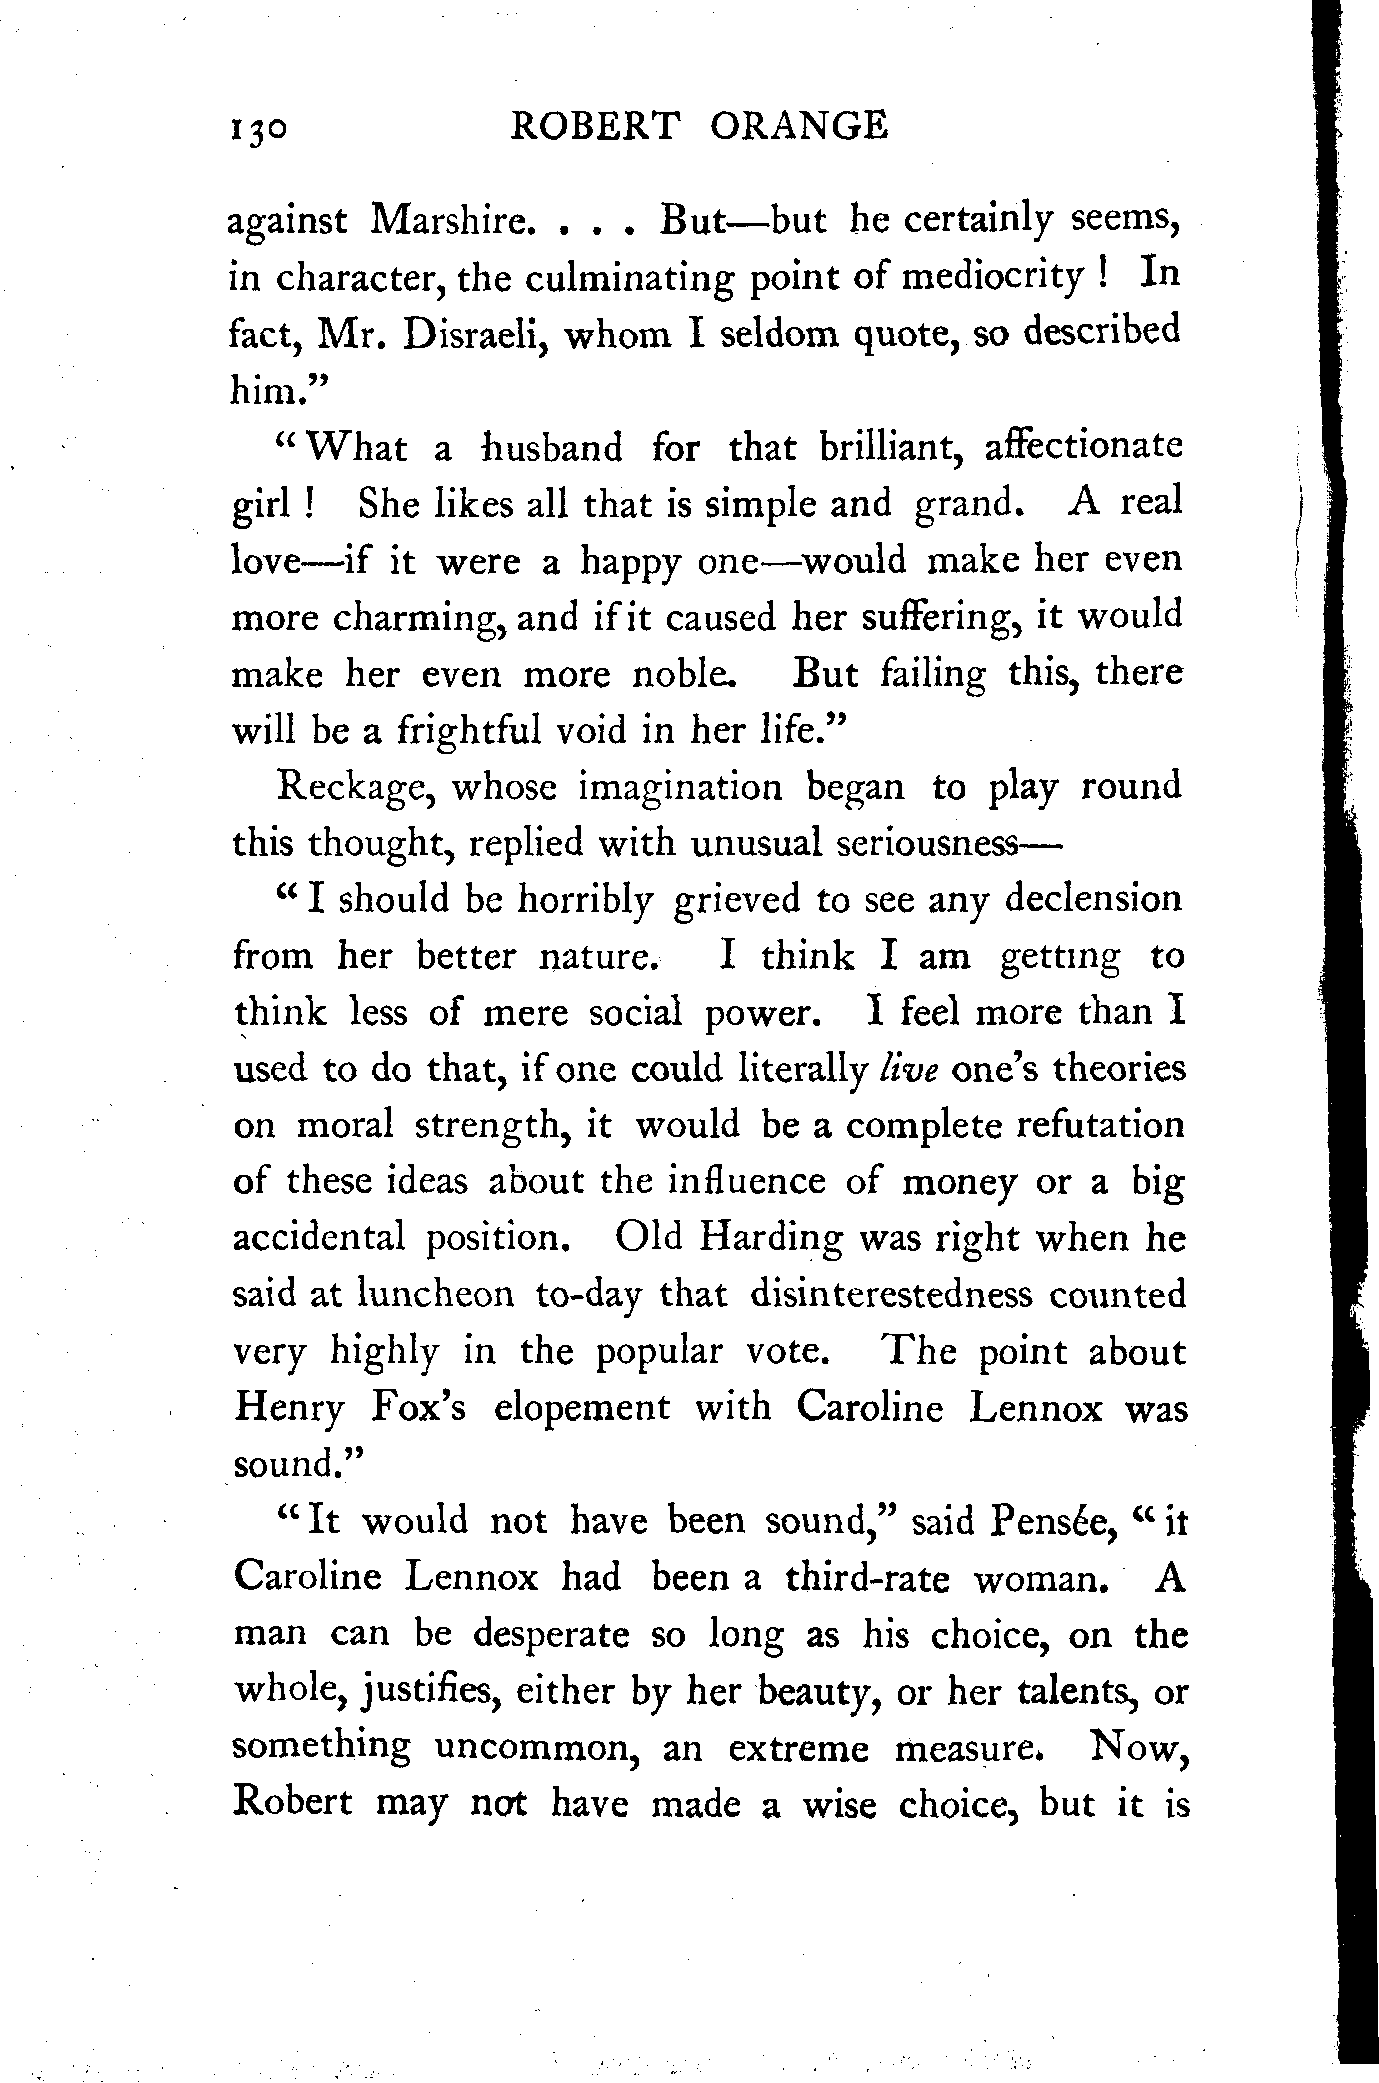 130 ROBERT ORANGE
against Marshire. . . . But—but he certainly seems,
in character, the culminating point of mediocrity ! In
fact, Mr. Disraeli, whom I seldom quote, so described
him.”
“ What a husband for that brilliant, affectionate
girl ! She likes all that is simple and grand. A real
love—if it were a happy one—would make her even
more charming, and if it caused her suffering, it would
make her even more noble. But failing this, there
will be a frightful void in her life.”
Reckage, whose imagination began to play round
this thought, replied with unusual seriousness—
“ I should be horribly grieved to see any declension
from her better nature. I think I am getting to
think less of mere social power. I feel more than I
used to do that, if one could literally live one’s theories
on moral strength, it would be a complete refutation
of these ideas about the influence of money or a big
accidental position. Old Harding was right when he
said at luncheon to-day that disinterestedness counted
very highly in the popular vote. The point about
Henry Fox’s elopement with Caroline Lennox was
sound.”
“ It would not have been sound,” said Pensée, “ it
Caroline Lennox had been a third-rate woman. A
man can be desperate so long as his choice, on the
whole, justifies, either by her beauty, or her talents, or
something uncommon, an extreme measure. Now,
Robert may not have made a wise choice, but it is